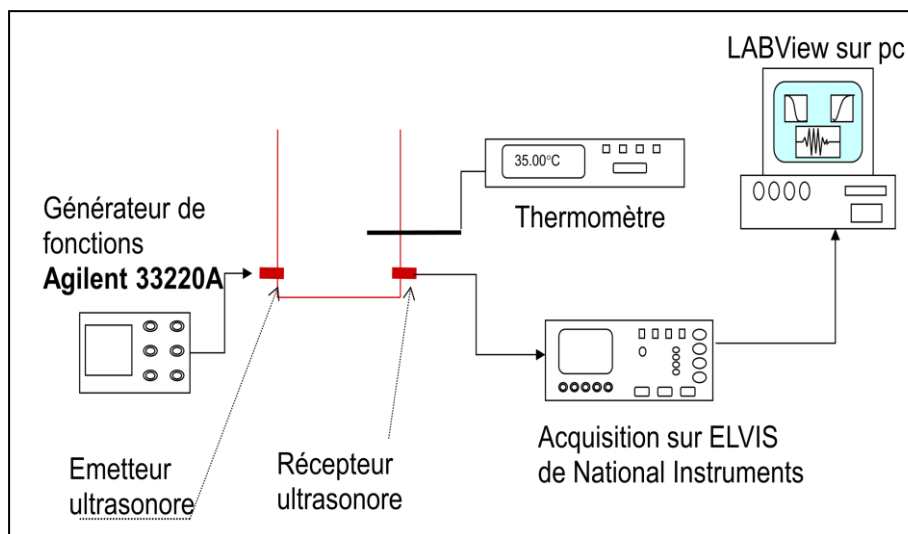 LABView sur pc
35.00°C
Thermomètre
Générateur de
fonctions
Agilent 33220A
Acquisition sur ELVIS
de National Instruments
Emetteur
ultrasonore
Récepteur
ultrasonore